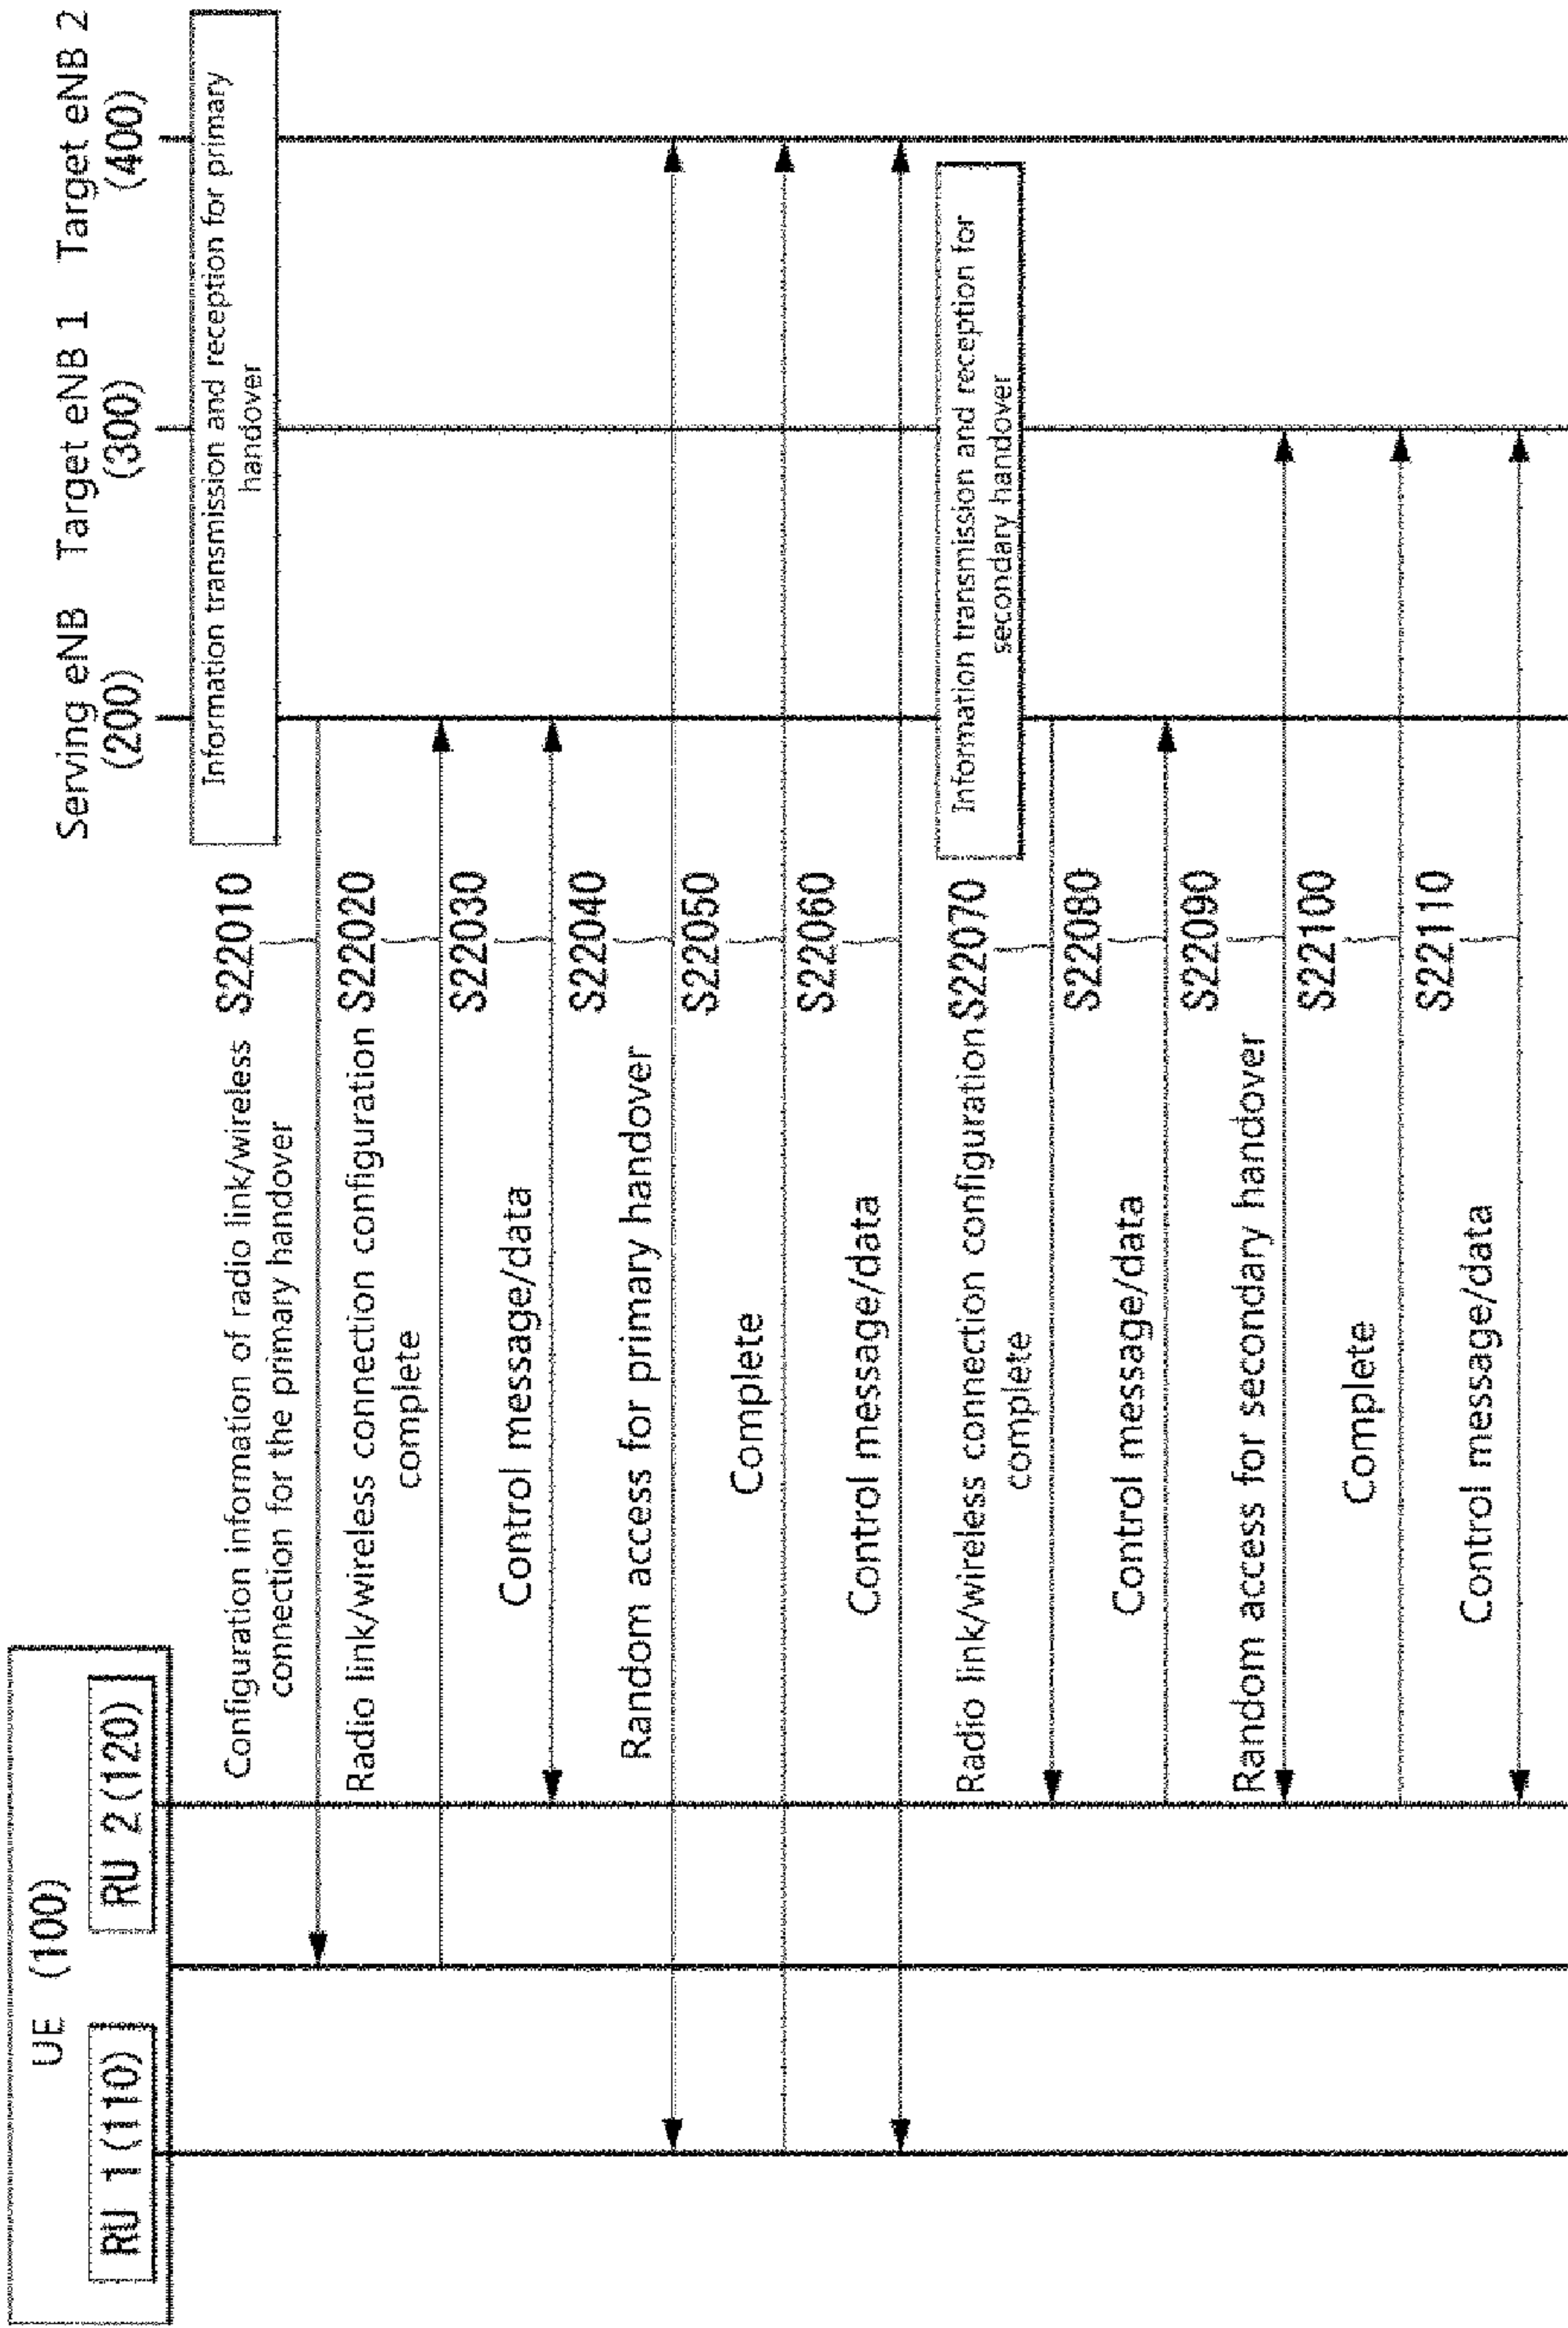 UE (100)
RU 1 (110)
RU 2 (120)
Serving eNB
(200)
Target eNB 1
(300)
Target eNB 2
(400)
Information transmission and reception for primary
handover
Configuration information of radio link/wireless
connection for the primary handover
S22010
Radio link/wireless connection configuration
complete
S22020
Control message/data
S22030
Random access for primary handover
S22040
Complete
S22050
Control message/data
S22060
Information transmission and reception for
secondary handover
Radio link/wireless connection configuration
complete
S22070
Control message/data
S22080
Random access for secondary handover
S22090
Complete
S22100
Control message/data
S22110